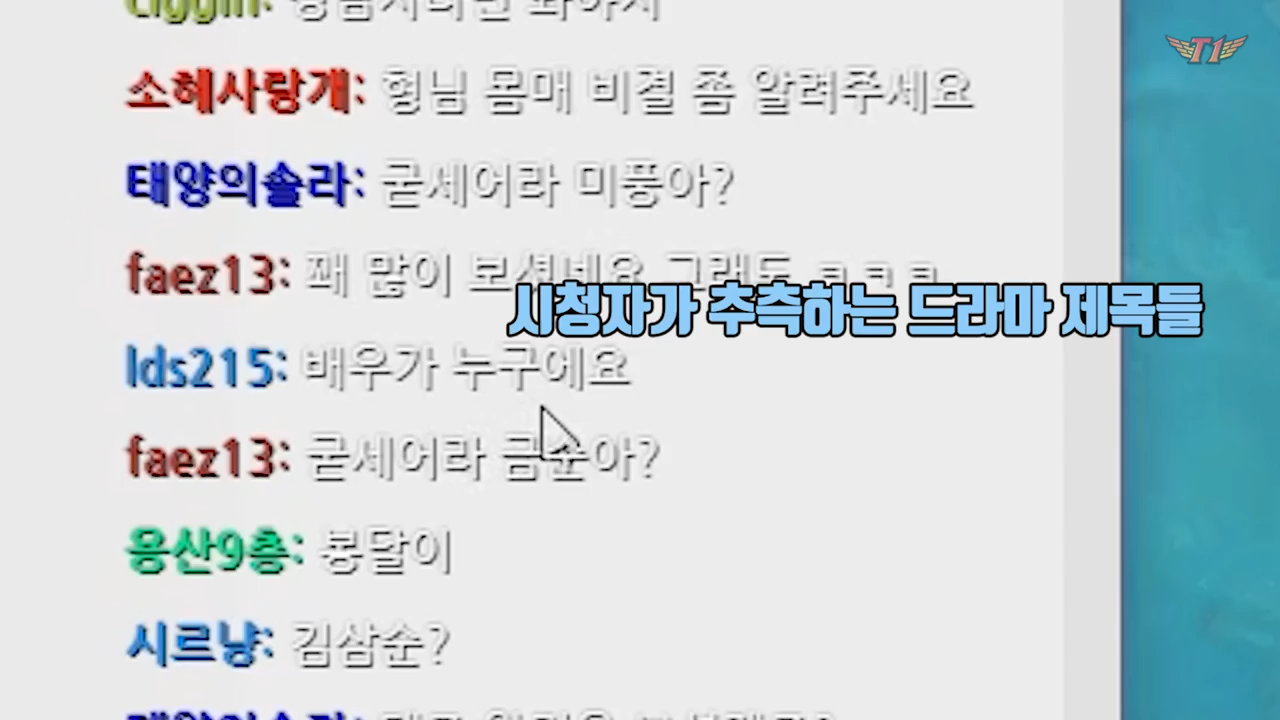 T1
소혜사랑개: 형님 몸매 비결 좀 알려주세요
태양의솔라: 굳세어라 미풍아?
faez13: 꽤 많이 보셨네요 그래도 ㅋㅋㅋ
시청자가 추측하는 드라마 제목들
lds215: 배우가 누구에요
faez13: 굳세어라 금순아?
용산9층: 봉달이
시르냥: 김삼순?